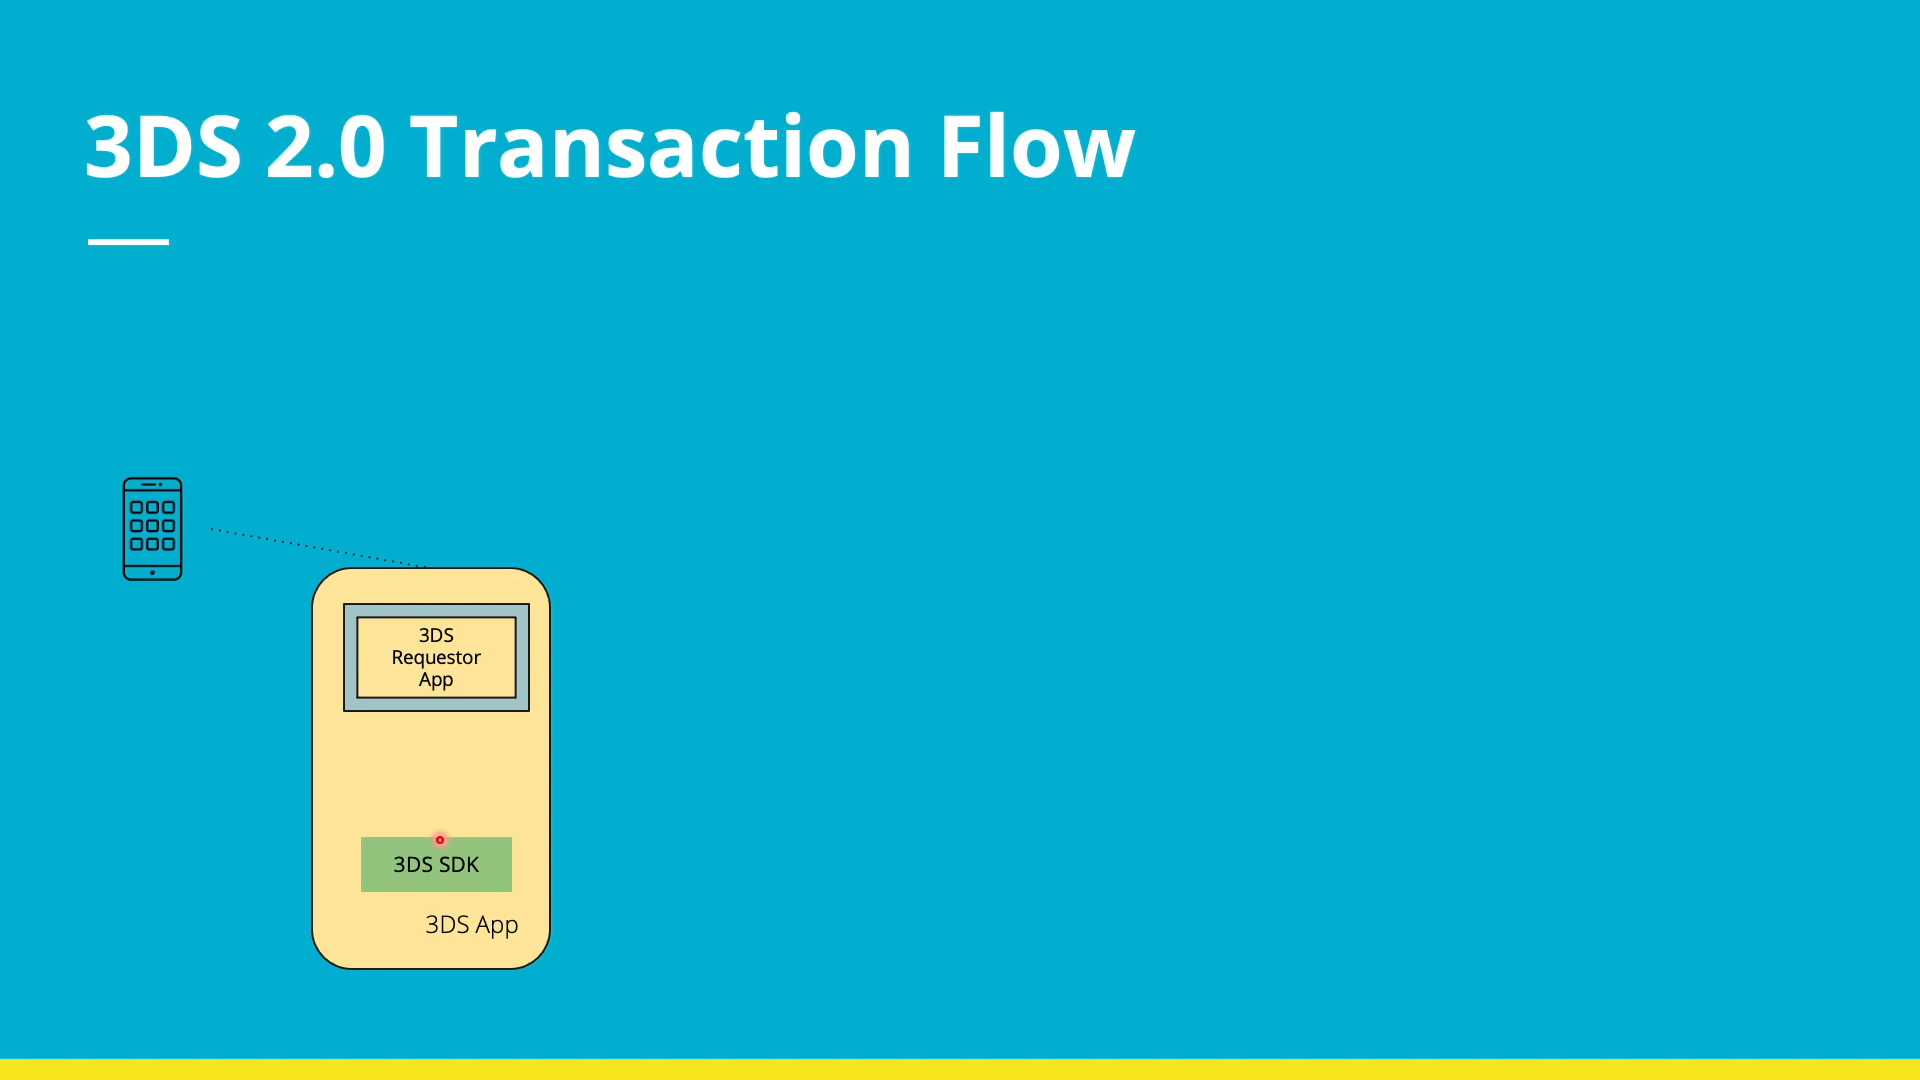 3DS 2.0 Transaction Flow
3DS
Requestor
App
3DS SDK
3DS App